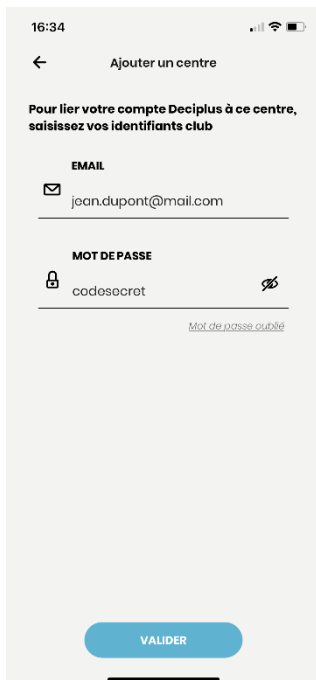 16:34
Ajouter un centre
Pour lier votre compte Deciplus à ce centre,
saisissez vos identifiants club
EMAIL
jean.dupont@mail.com
MOT DE PASSE
codesecret
Mot de passe oublié
VALIDER